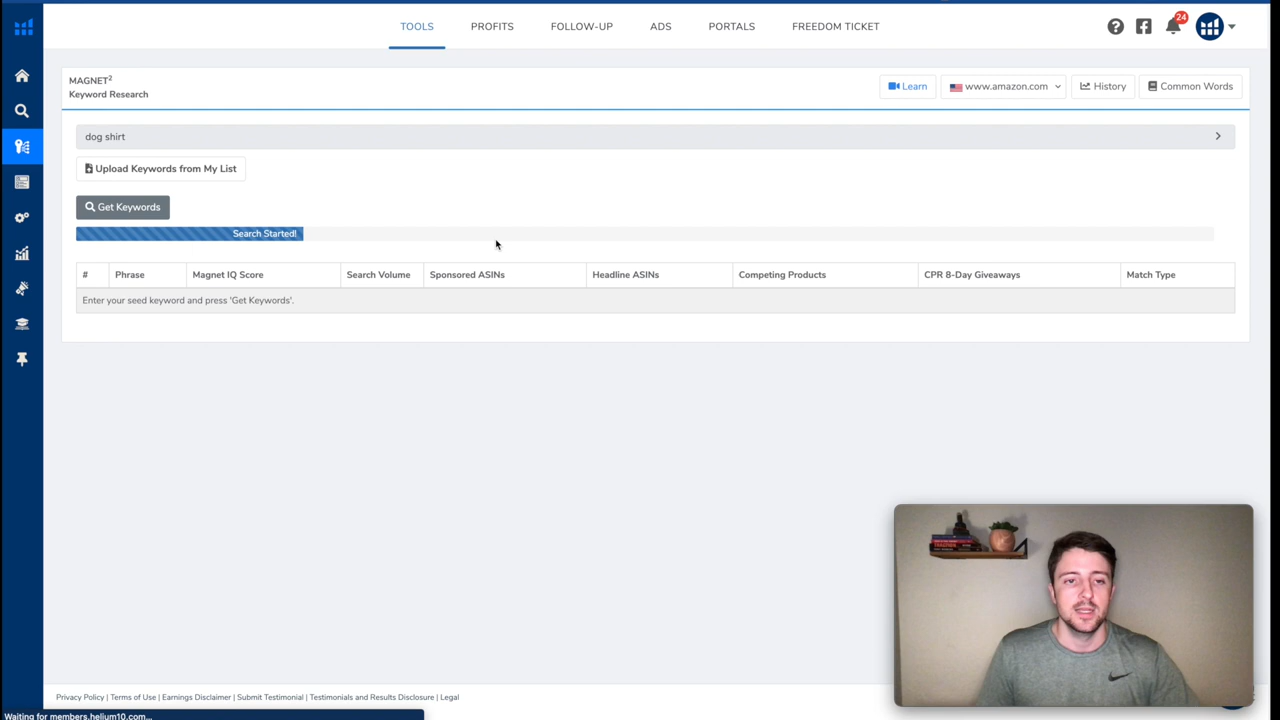 TOOLS PROFITS FOLLOW-UP ADS PORTALS FREEDOM TICKET 24
MAGNET2
Keyword Research
Learn www.amazon.com History Common Words
dog shirt
Upload Keywords from My List
Get Keywords
Search Started!
# Phrase Magnet IQ Score Search Volume Sponsored ASINs Headline ASINs Competing Products CPR 8-Day Giveaways Match Type
Enter your seed keyword and press 'Get Keywords'.
Privacy Policy | Terms of Use | Earnings Disclaimer | Submit Testimonial | Testimonials and Results Disclosure | Legal
Waiting for members.helium10.com...